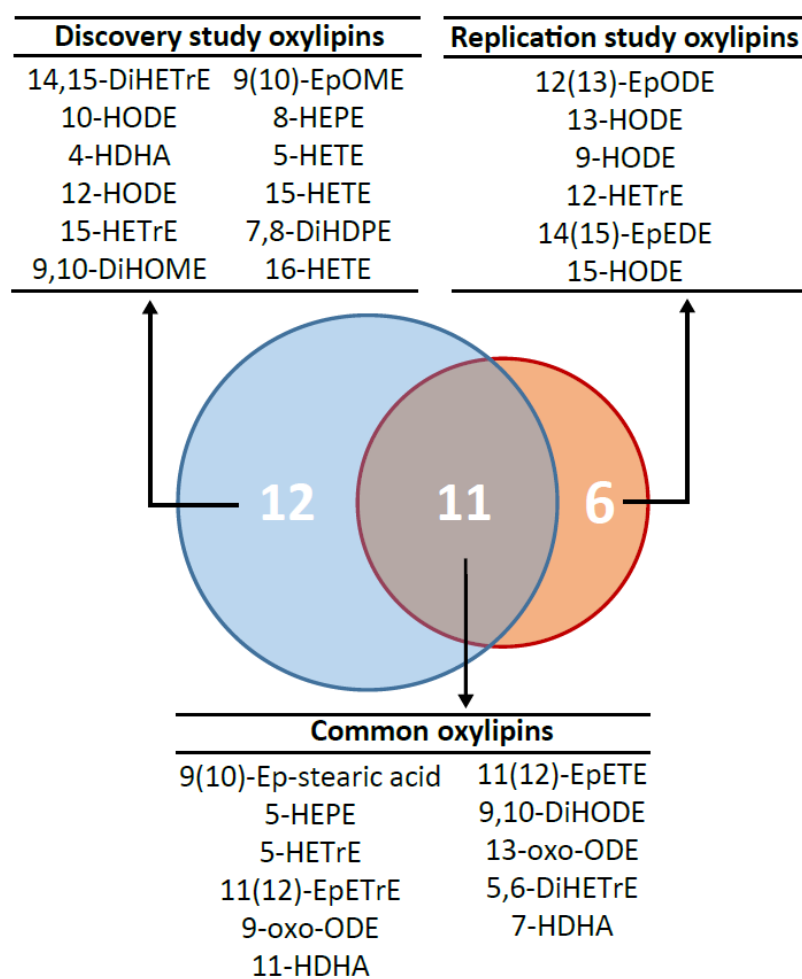 Discovery study oxylipins
14,15-DiHETrE 9(10)-EpOME
10-HODE 8-HEPE
4-HDHA 5-HETE
12-HODE 15-HETE
15-HETrE 7,8-DiHDPE
9,10-DiHOME 16-HETE
Replication study oxylipins
12(13)-EpODE
13-HODE
9-HODE
12-HETrE
14(15)-EpEDE
15-HODE
12
11
6
Common oxylipins
9(10)-Ep-stearic acid 11(12)-EpETE
5-HEPE 9,10-DiHODE
5-HETrE 13-oxo-ODE
11(12)-EpETrE 5,6-DiHETrE
9-oxo-ODE 7-HDHA
11-HDHA